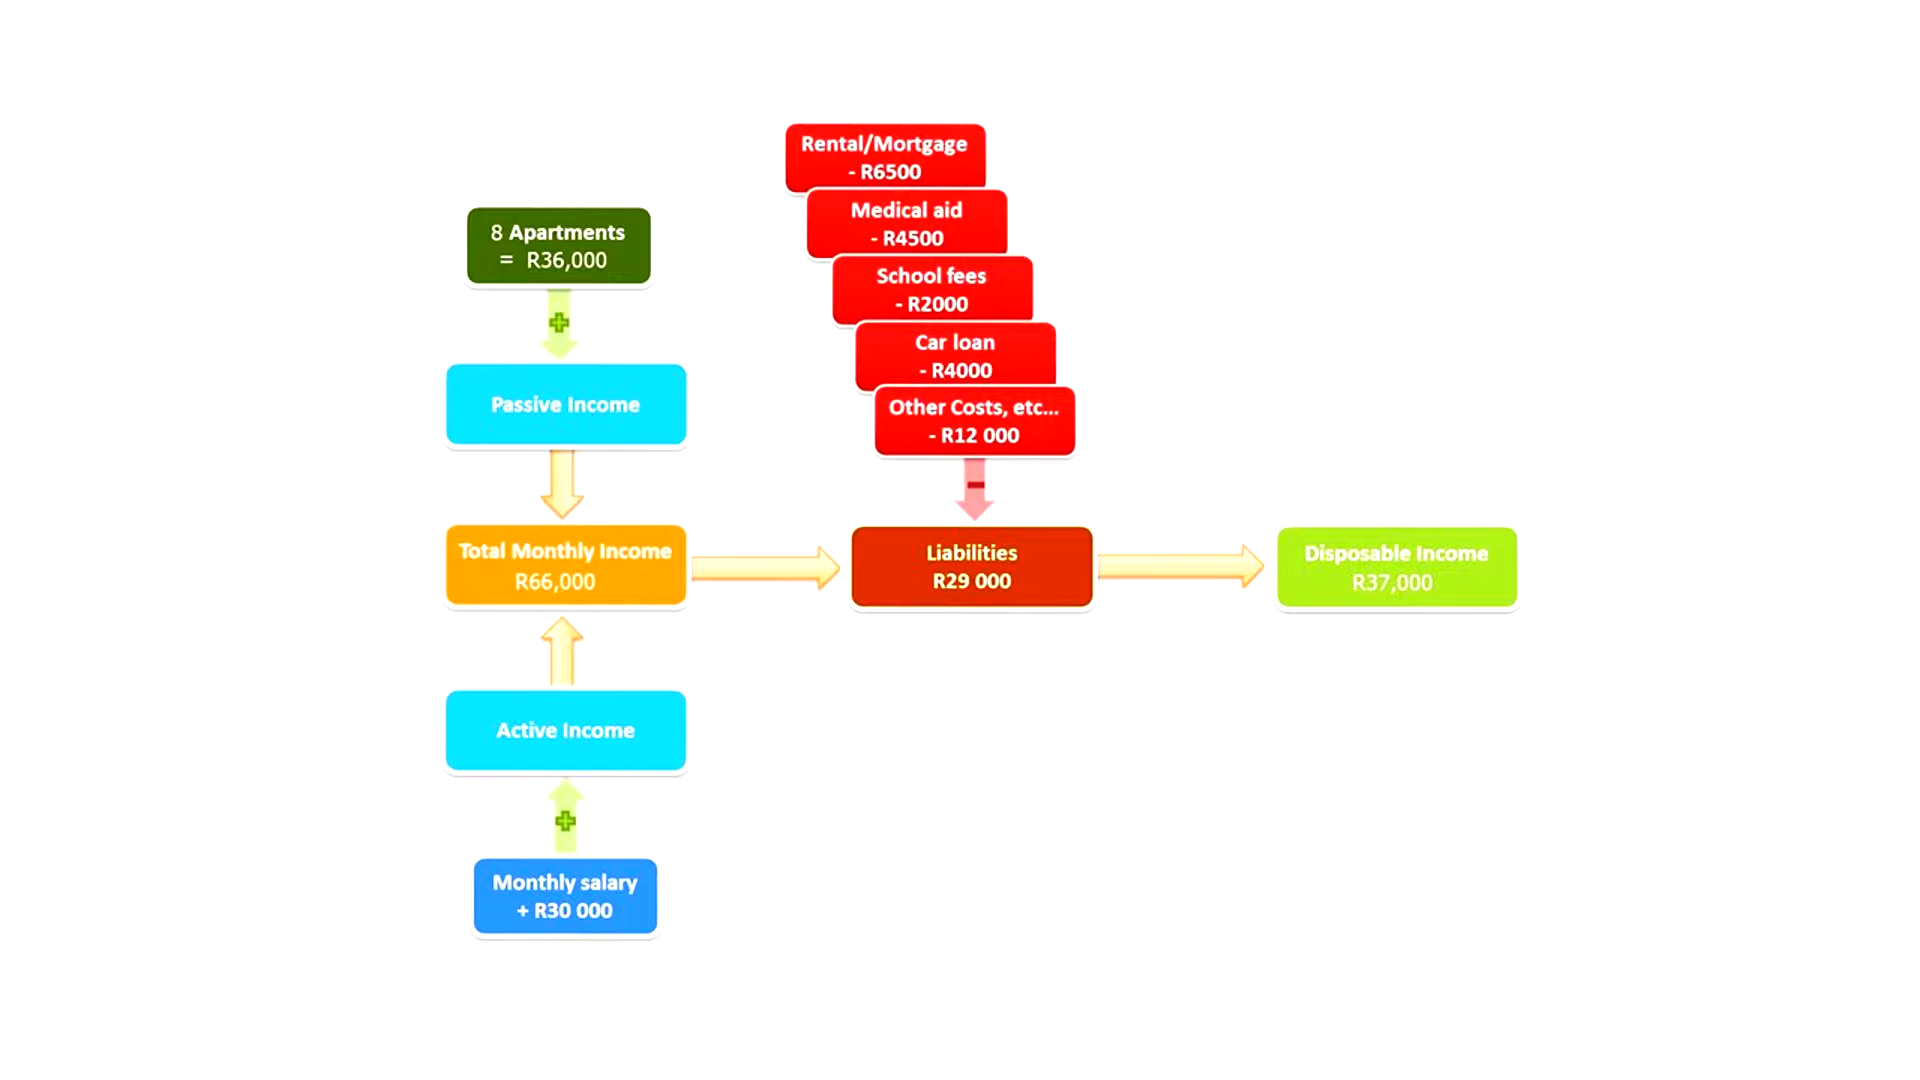 Rental/Mortgage
- R6500
Medical aid
- R4500
School fees
- R2000
Car loan
- R4000
Other Costs, etc...
- R12 000
8 Apartments
= R36,000
Passive Income
Total Monthly Income
R66,000
Liabilities
R29 000
Disposable Income
R37,000
Active Income
Monthly salary
+ R30 000